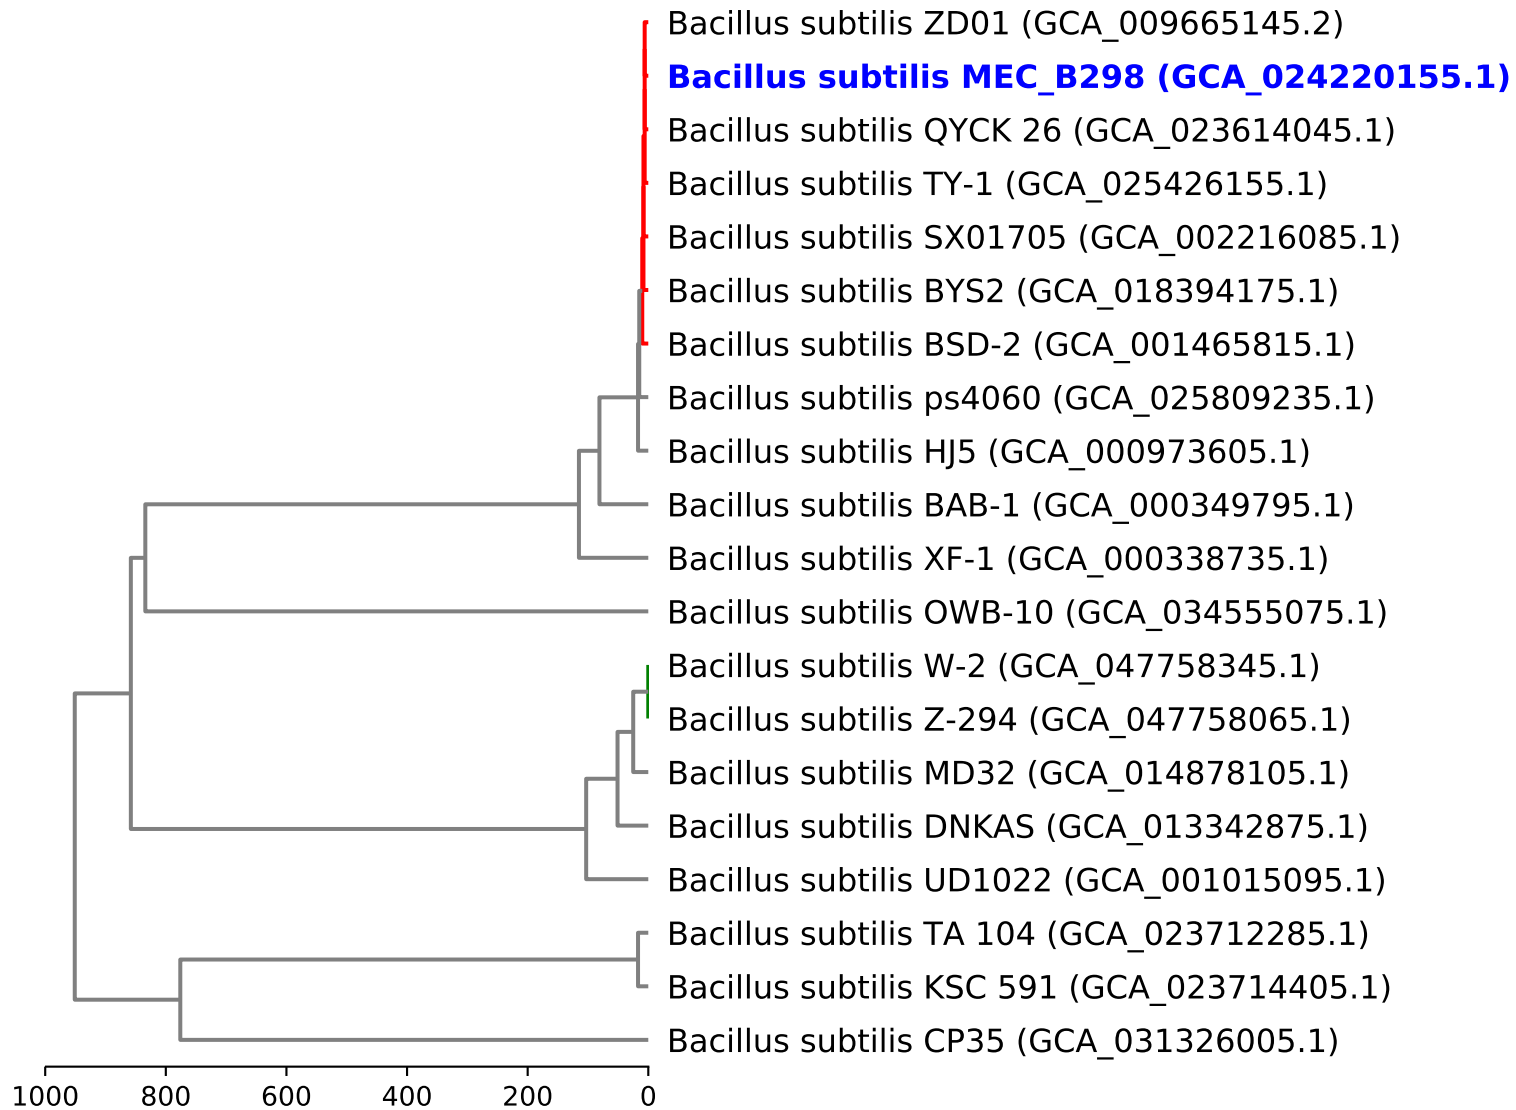 Bacillus subtilis ZD01 (GCA_009665145.2)
Bacillus subtilis MEC_B298 (GCA_024220155.1)
Bacillus subtilis QYCK 26 (GCA_023614045.1)
Bacillus subtilis TY-1 (GCA_025426155.1)
Bacillus subtilis SX01705 (GCA_002216085.1)
Bacillus subtilis BYS2 (GCA_018394175.1)
Bacillus subtilis BSD-2 (GCA_001465815.1)
Bacillus subtilis ps4060 (GCA_025809235.1)
Bacillus subtilis HJ5 (GCA_000973605.1)
Bacillus subtilis BAB-1 (GCA_000349795.1)
Bacillus subtilis XF-1 (GCA_000338735.1)
Bacillus subtilis OWB-10 (GCA_034555075.1)
Bacillus subtilis W-2 (GCA_047758345.1)
Bacillus subtilis Z-294 (GCA_047758065.1)
Bacillus subtilis MD32 (GCA_014878105.1)
Bacillus subtilis DNKAS (GCA_013342875.1)
Bacillus subtilis UD1022 (GCA_001015095.1)
Bacillus subtilis TA 104 (GCA_023712285.1)
Bacillus subtilis KSC 591 (GCA_023714405.1)
Bacillus subtilis CP35 (GCA_031326005.1)
1000 800 600 400 200 0